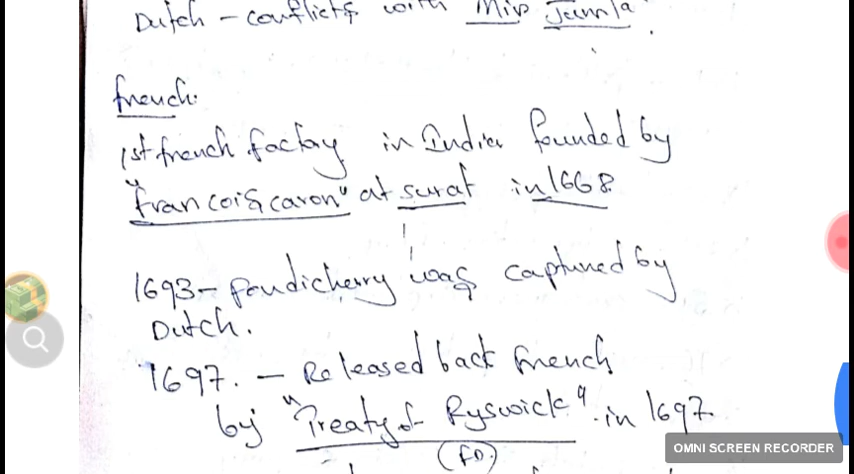 Dutch - conflicts with Mir Jumla.
French:
1st french factory in India founded by
"francois caron" at surat in 1668
1693 - Pondicherry was captured by
Dutch.
1697. - Released back french
by "Treaty of Ryswick" in 1697.
OMNI SCREEN RECORDER